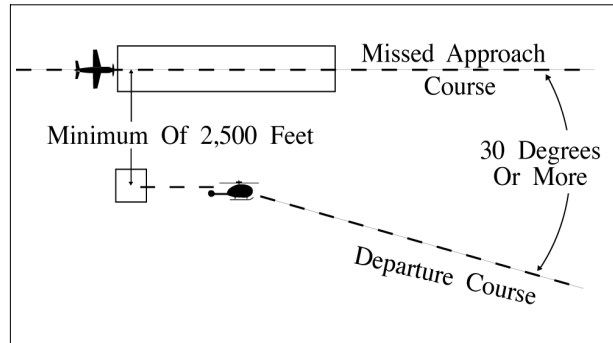 Missed Approach
Course
Minimum Of 2,500 Feet
30 Degrees
Or More
Departure Course